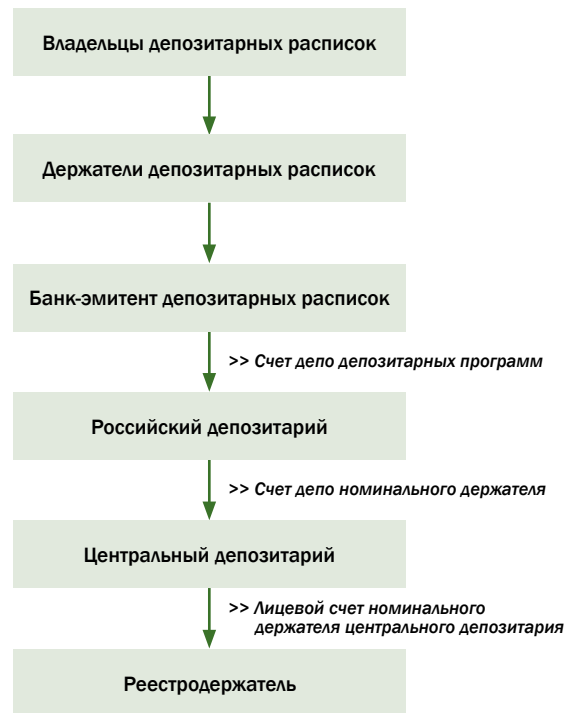 Владельцы депозитарных расписок
Держатели депозитарных расписок
Банк-эмитент депозитарных расписок
>> Счет депо депозитарных программ
Российский депозитарий
>> Счет депо номинального держателя
Центральный депозитарий
>> Лицевой счет номинального
держателя центрального депозитария
Реестродержатель